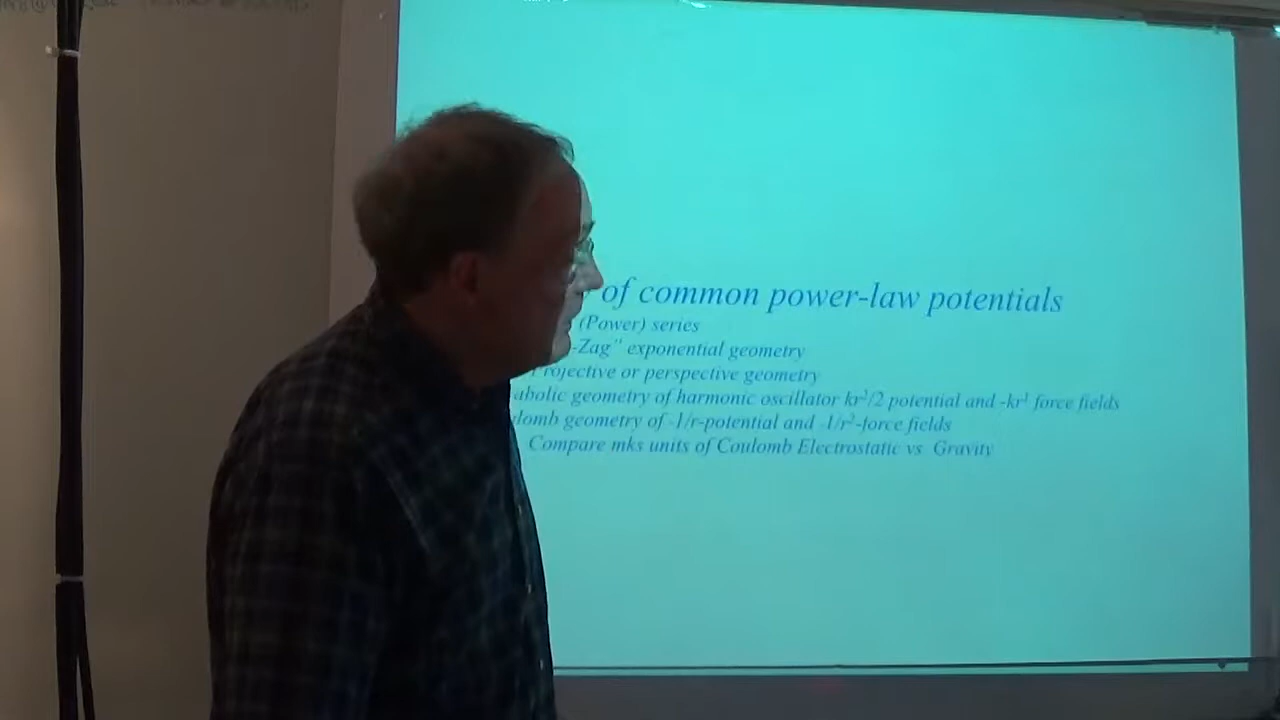 of common power-law potentials
(Power) series
-Zag" exponential geometry
Projective or perspective geometry
abolic geometry of harmonic oscillator kr²/2 potential and -kr¹ force fields
lomb geometry of -1/r-potential and -1/r²-force fields
Compare mks units of Coulomb Electrostatic vs Gravity